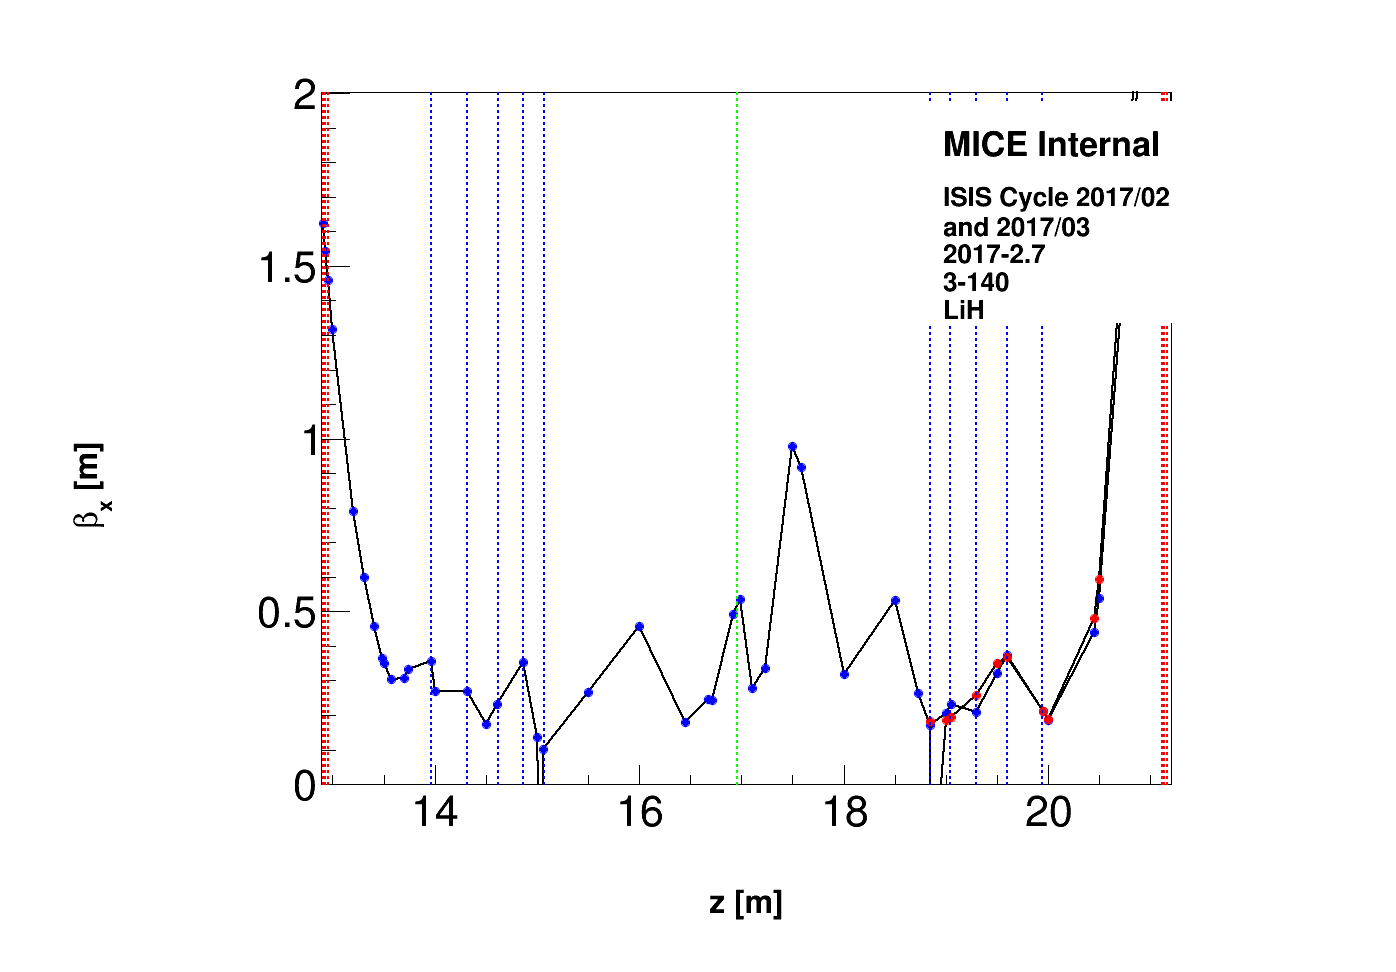 2
MICE Internal
ISIS Cycle 2017/02
and 2017/03
2017-2.7
3-140
LiH
1.5
1
0.5
0
14 16 18 20
βx [m]
z [m]